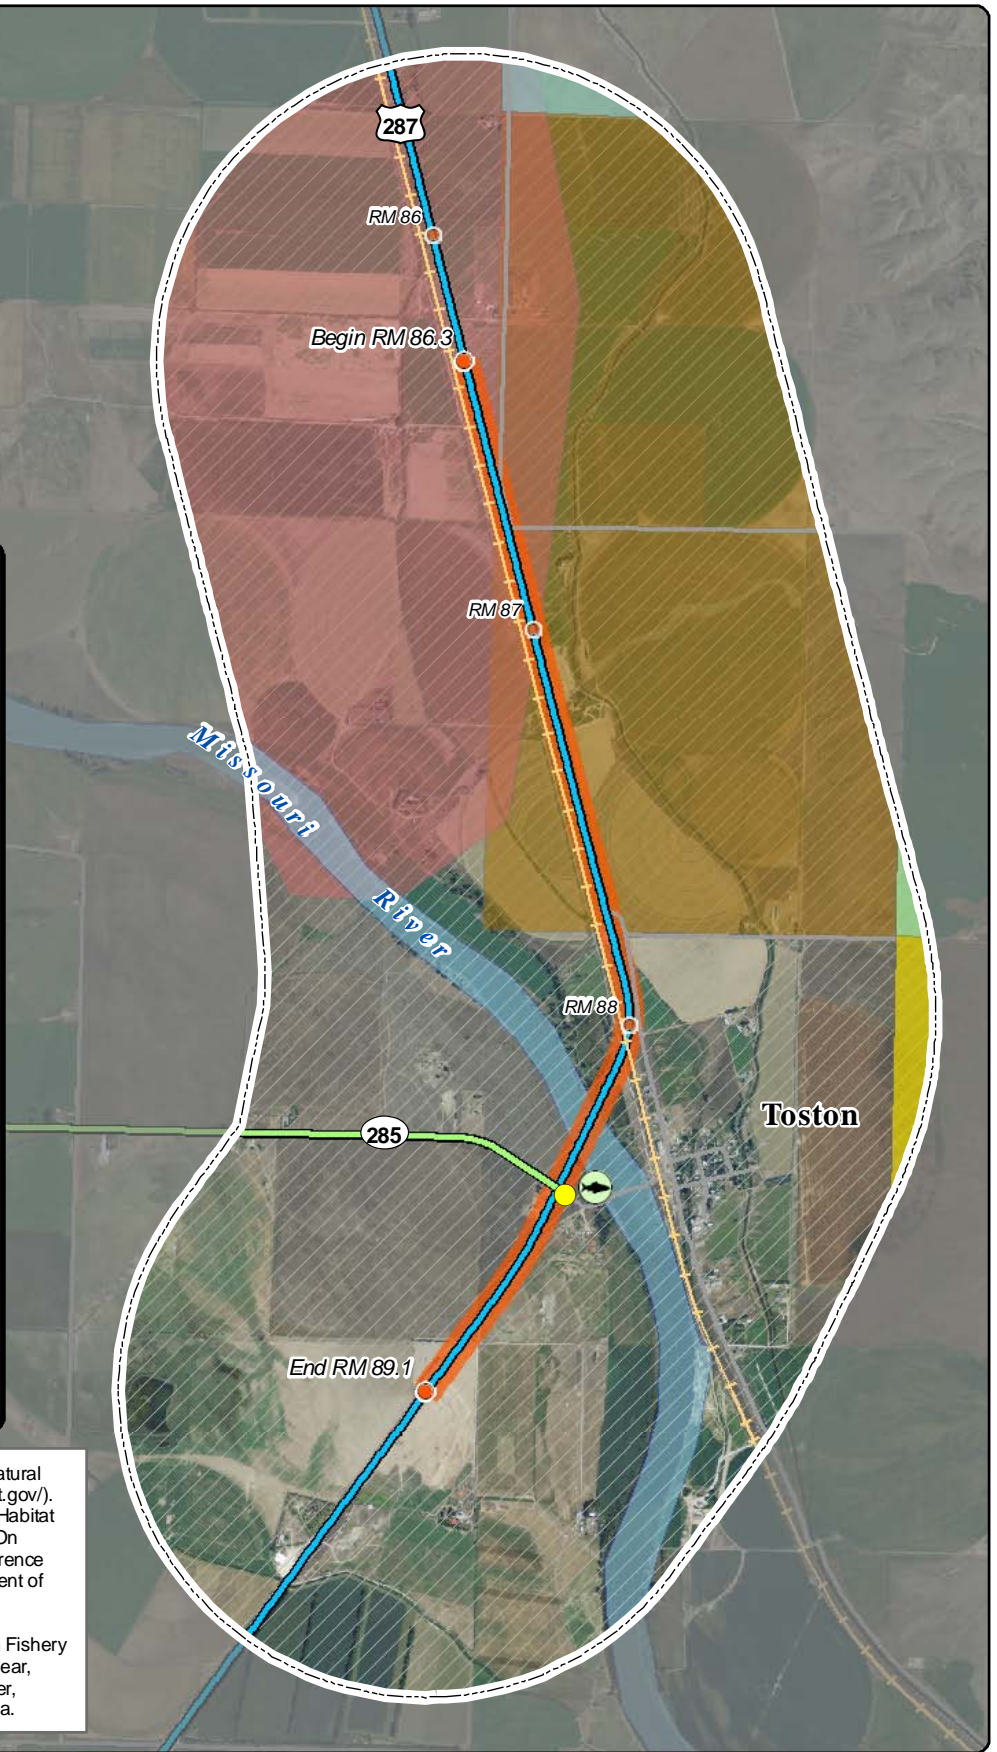 287
RM 86
Begin RM 86.3
RM 87
Missouri
River
RM 88
Toston
285
End RM 89.1
atural
t.gov/).
Habitat
On
rence
ent of
Fishery
ear,
er,
a.